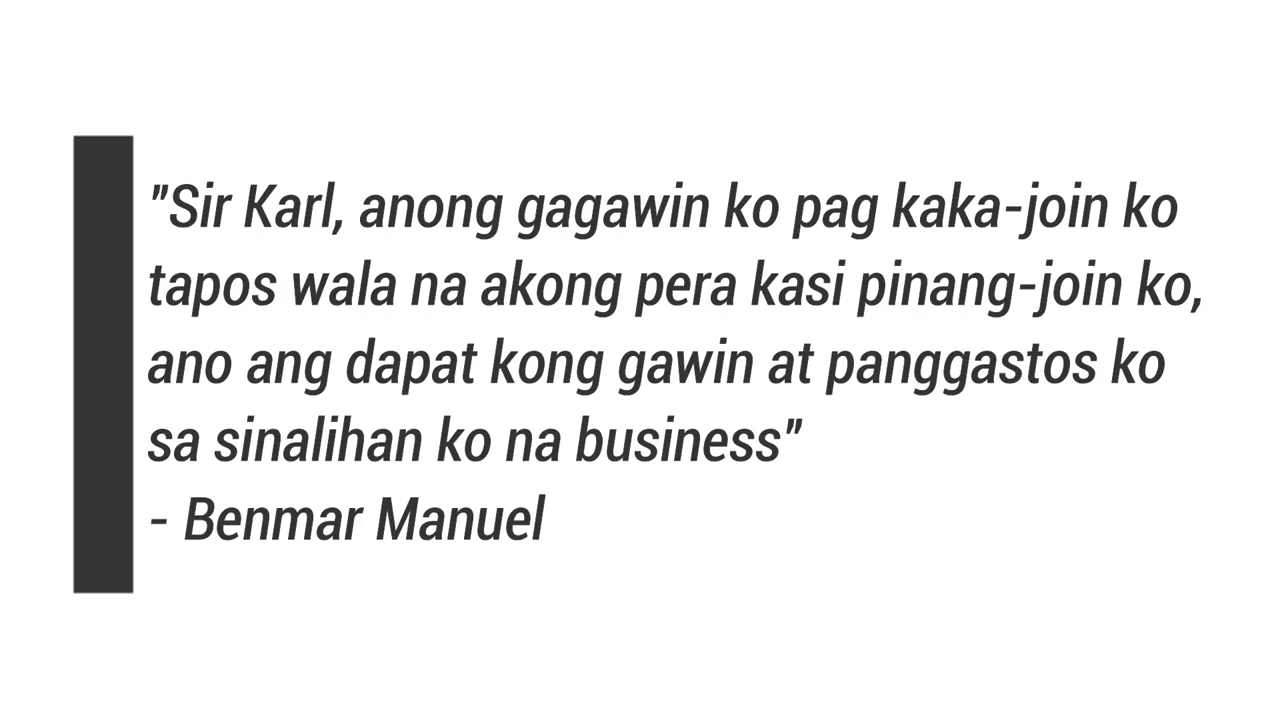 "Sir Karl, anong gagawin ko pag kaka-join ko
tapos wala na akong pera kasi pinang-join ko,
ano ang dapat kong gawin at panggastos ko
sa sinalihan ko na business"
- Benmar Manuel